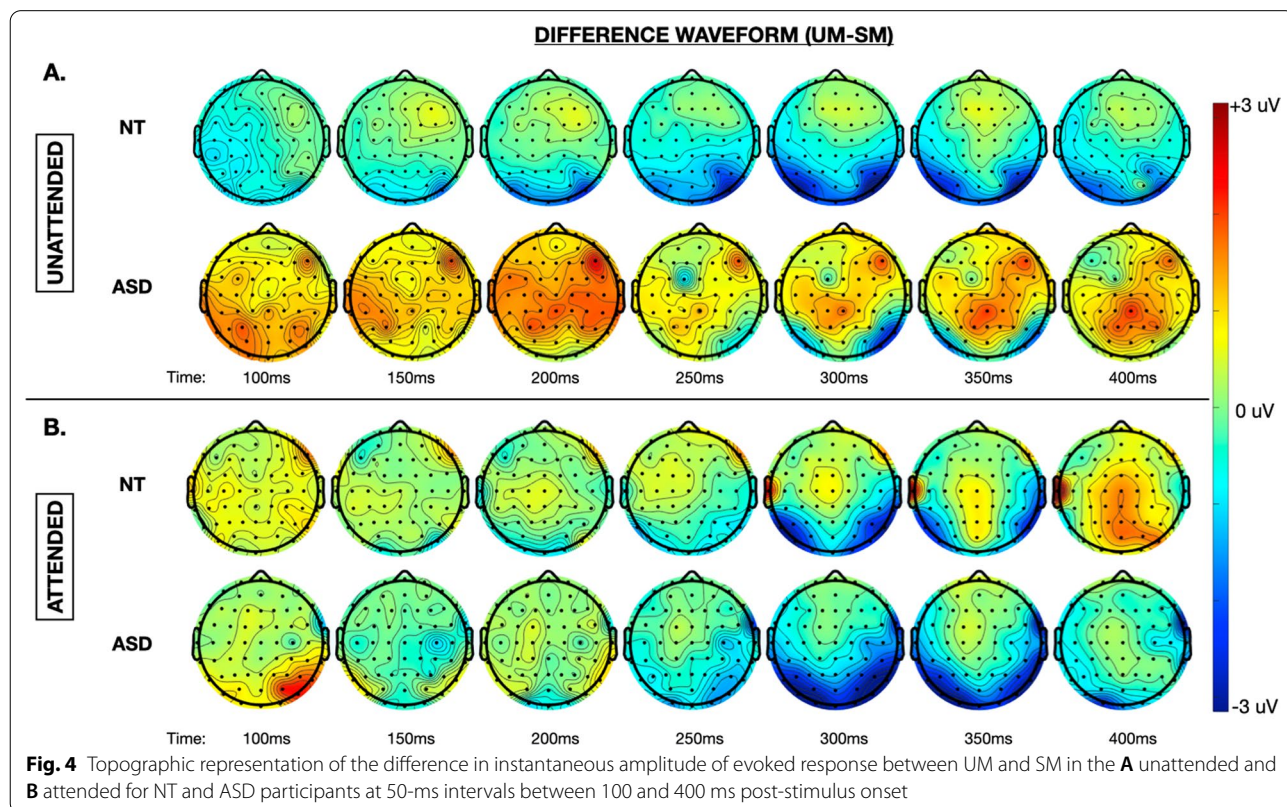 DIFFERENCE WAVEFORM (UM-SM)
A.
UNATTENDED
NT
ASD
Time: 100ms 150ms 200ms 250ms 300ms 350ms 400ms
B.
ATTENDED
NT
ASD
Time: 100ms 150ms 200ms 250ms 300ms 350ms 400ms
+3 uV
0 uV
-3 uV
Fig. 4 Topographic representation of the difference in instantaneous amplitude of evoked response between UM and SM in the A unattended and
B attended for NT and ASD participants at 50-ms intervals between 100 and 400 ms post-stimulus onset